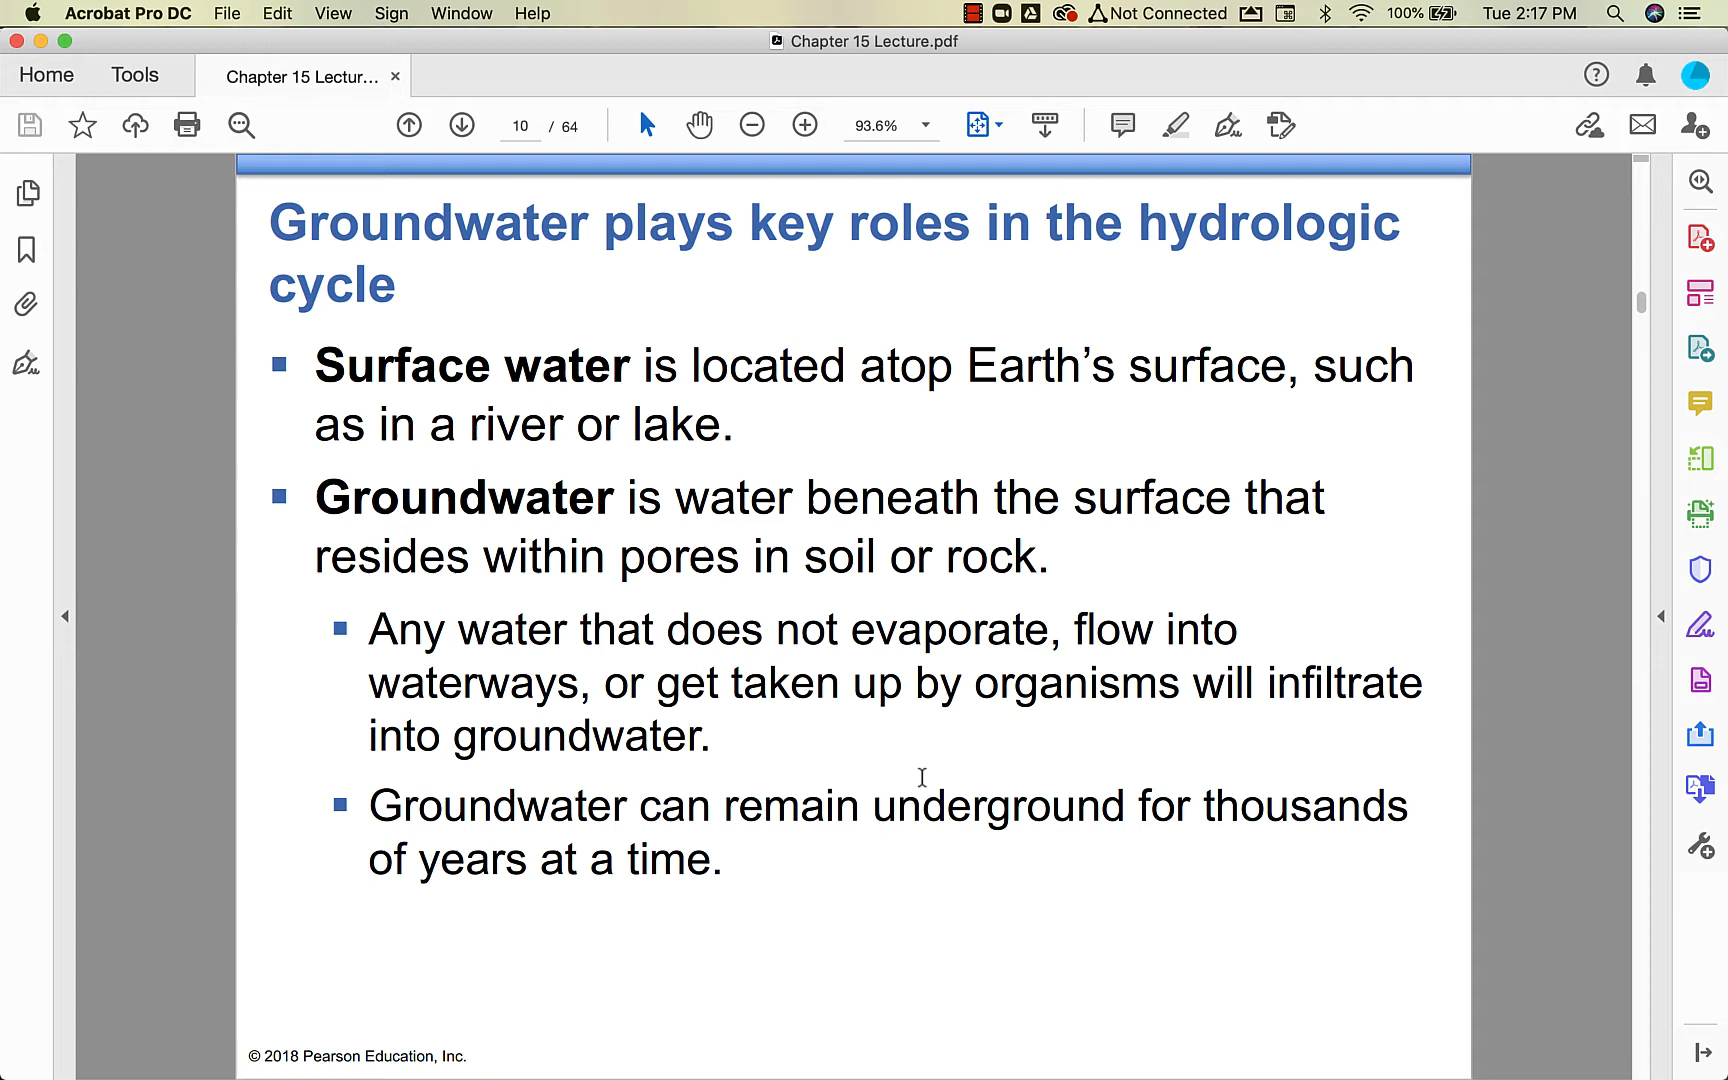 Acrobat Pro DC File Edit View Sign Window Help Not Connected 100% Tue 2:17 PM
Chapter 15 Lecture.pdf
Home Tools Chapter 15 Lectur... ×
10 / 64 93.6%
Groundwater plays key roles in the hydrologic
cycle
Surface water is located atop Earth’s surface, such
as in a river or lake.
Groundwater is water beneath the surface that
resides within pores in soil or rock.
Any water that does not evaporate, flow into
waterways, or get taken up by organisms will infiltrate
into groundwater.
Groundwater can remain underground for thousands
of years at a time.
© 2018 Pearson Education, Inc.